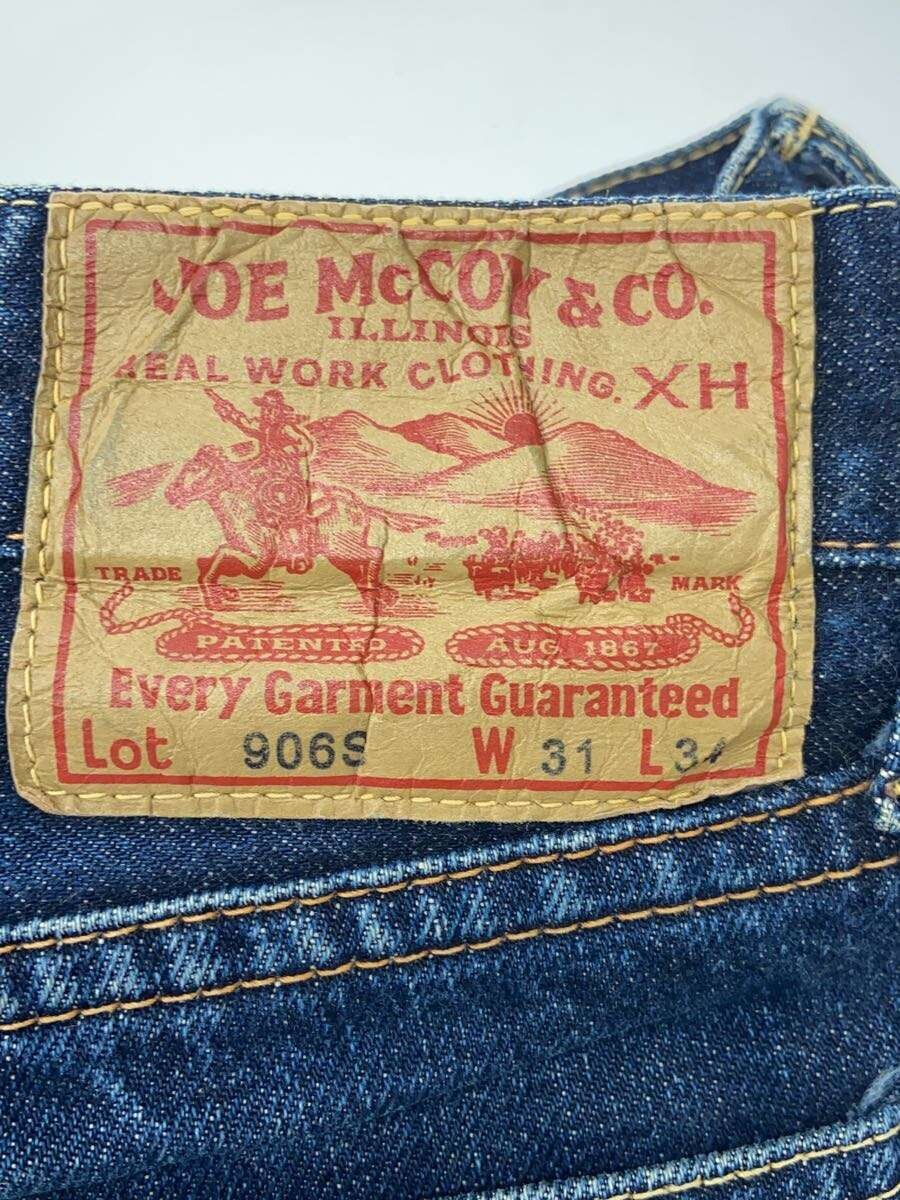 JOE McCOY & CO.
ILLINOIS
REAL WORK CLOTHING. XH
TRADE MARK
PATENTED AUG 1867
Every Garment Guaranteed
Lot 906S W 31 L 34